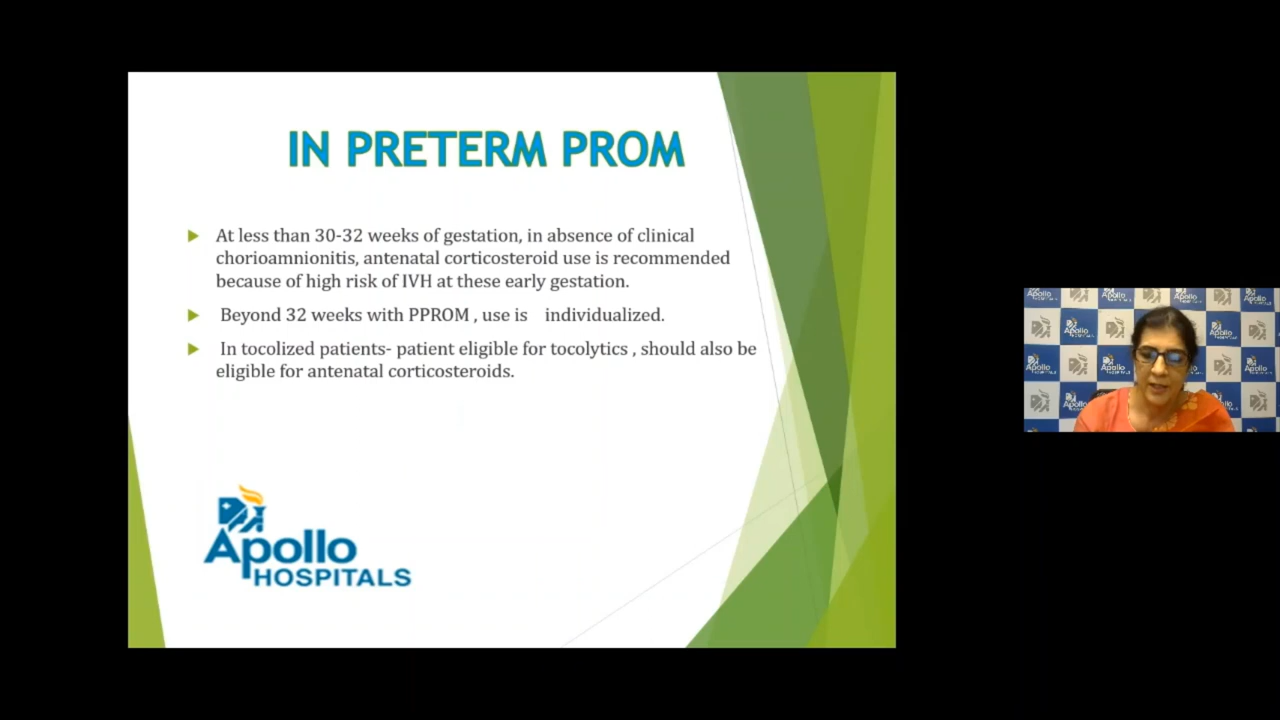 IN PRETERM PROM
At less than 30-32 weeks of gestation, in absence of clinical
chorioamnionitis, antenatal corticosteroid use is recommended
because of high risk of IVH at these early gestation.
Beyond 32 weeks with PPROM , use is individualized.
In tocolized patients- patient eligible for tocolytics , should also be
eligible for antenatal corticosteroids.
Apollo
HOSPITALS